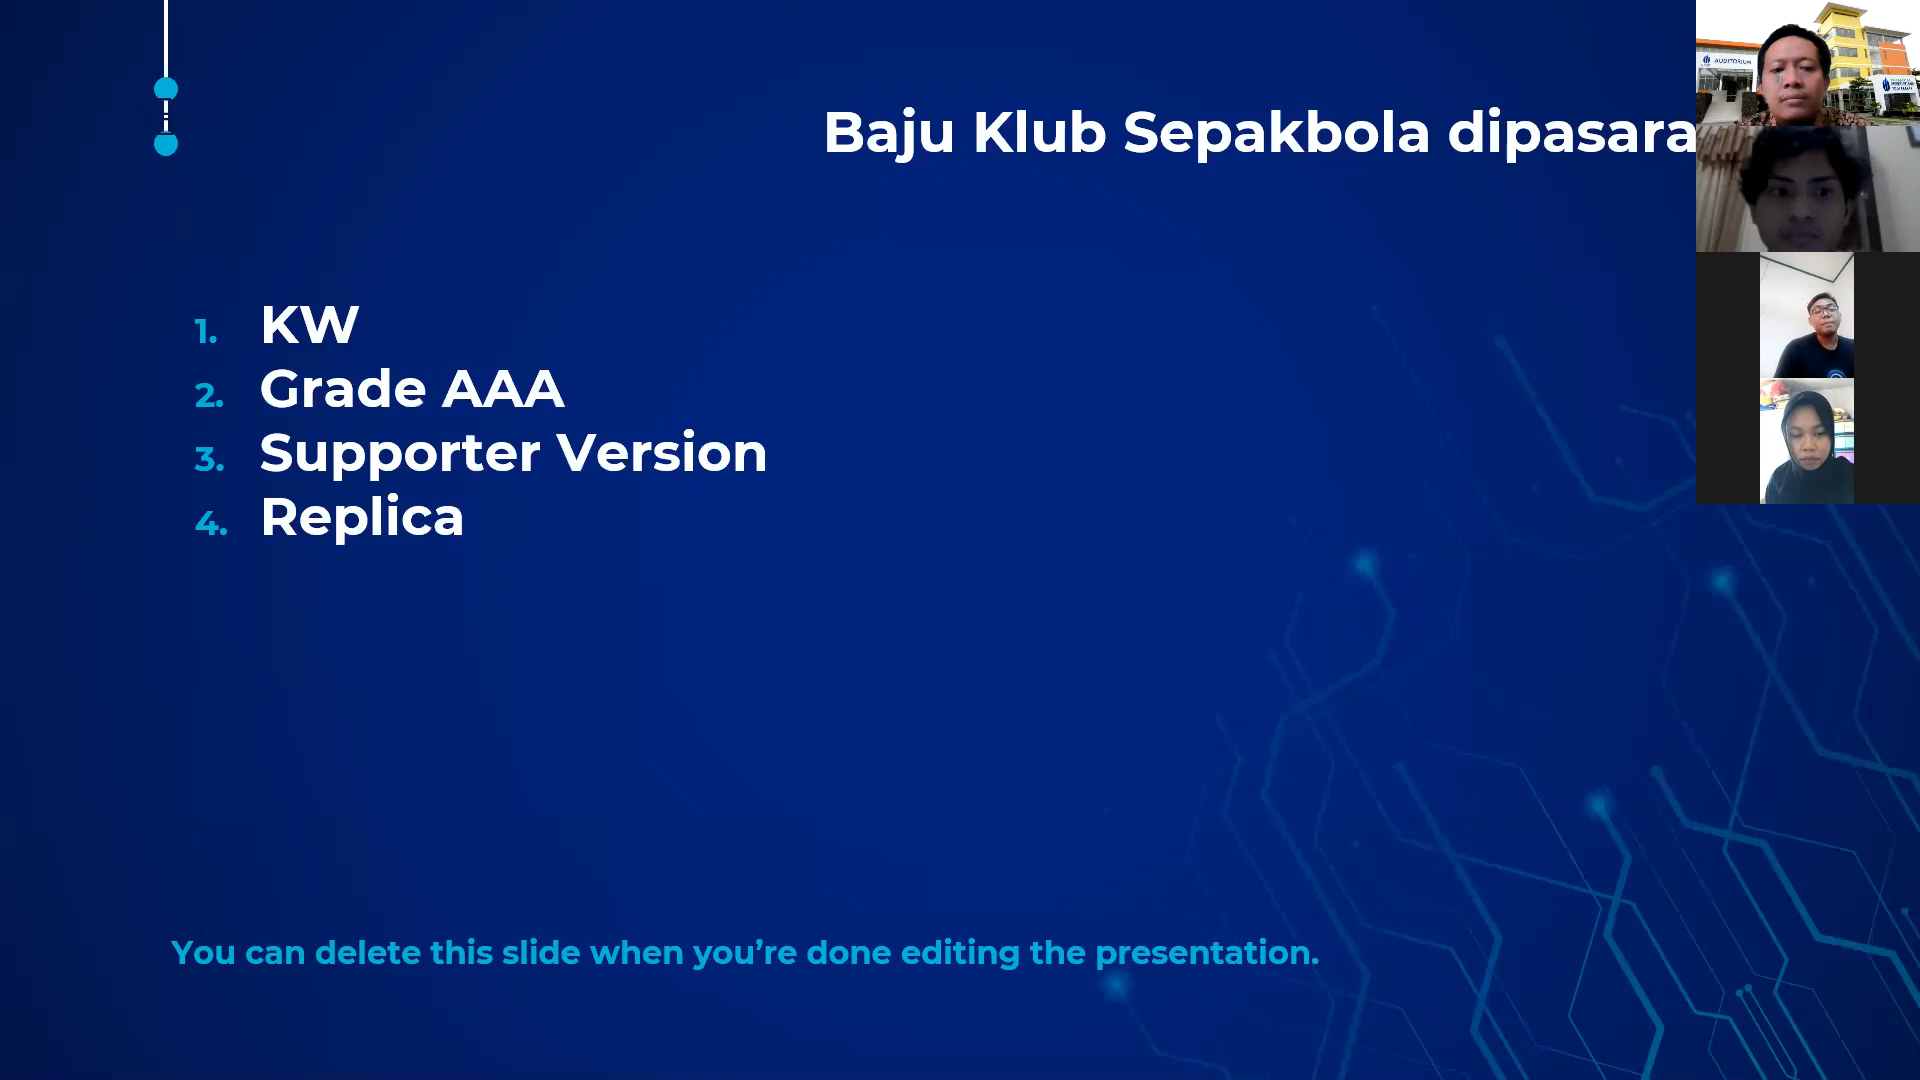 Baju Klub Sepakbola dipasara
1. KW
2. Grade AAA
3. Supporter Version
4. Replica
You can delete this slide when you’re done editing the presentation.
AUDITORIUM